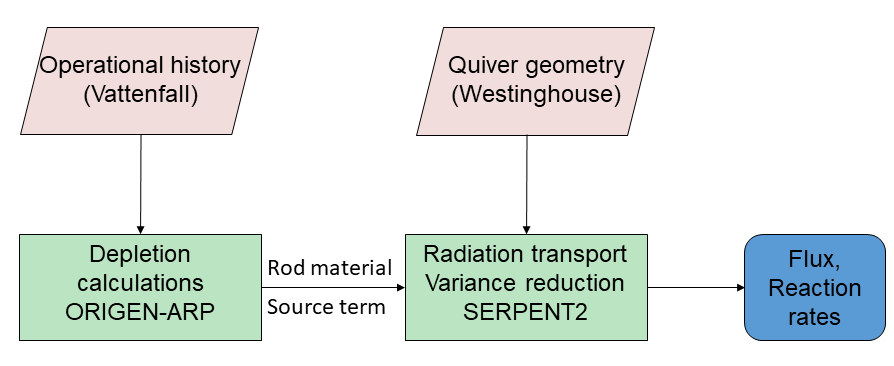 Operational history
(Vattenfall)
Quiver geometry
(Westinghouse)
Depletion
calculations
ORIGEN-ARP
Rod material
Source term
Radiation transport
Variance reduction
SERPENT2
Flux,
Reaction
rates